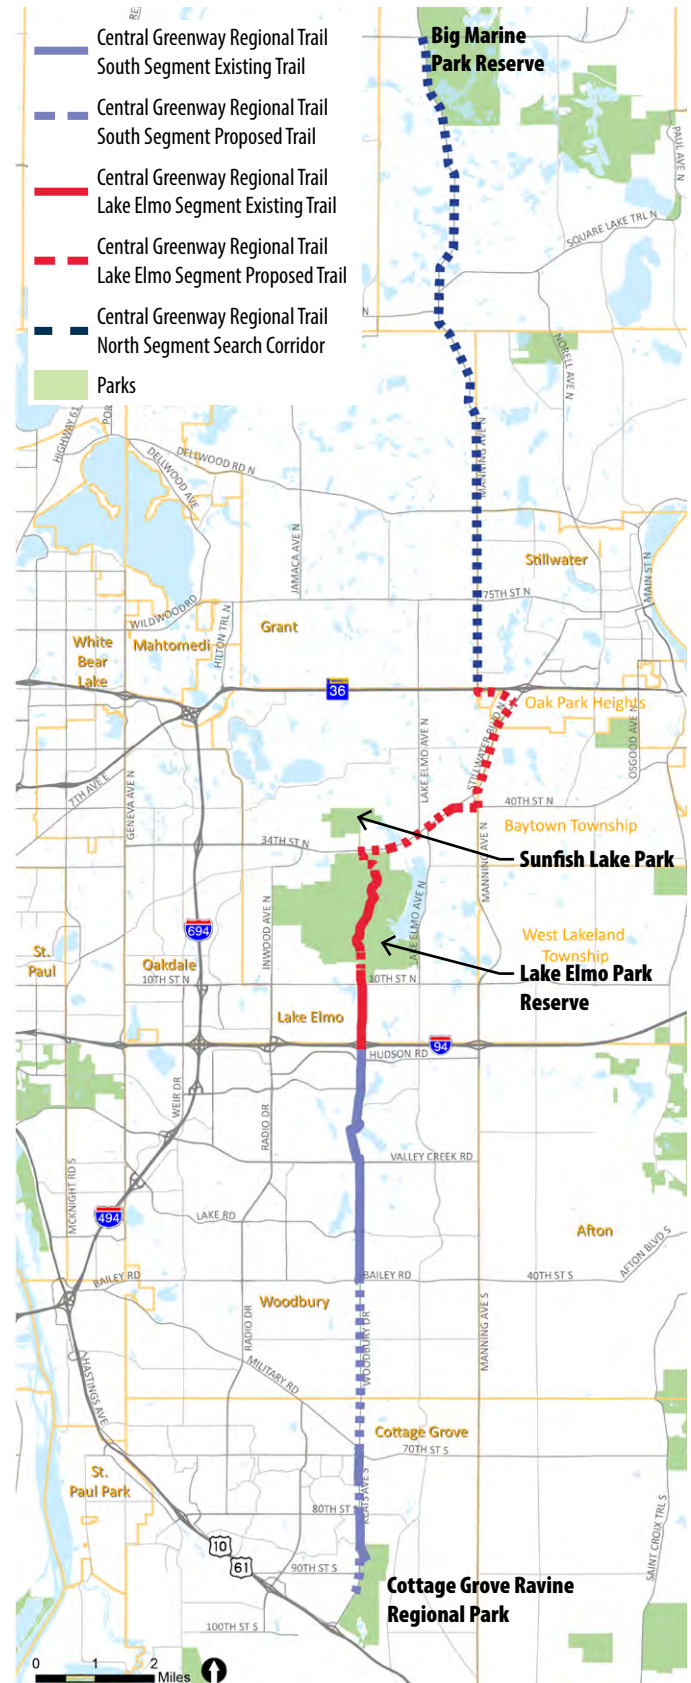 RE
Central Greenway Regional Trail
South Segment Existing Trail
Central Greenway Regional Trail
South Segment Proposed Trail
Central Greenway Regional Trail
Lake Elmo Segment Existing Trail
Central Greenway Regional Trail
Lake Elmo Segment Proposed Trail
Central Greenway Regional Trail
North Segment Search Corridor
Parks
Big Marine
Park Reserve
PAUL AVE N
SQUARE LAKE TRL N
N
NORELL AVE N
MANNING AVE N
HIGHWAY 61
POR
DELLWOOD RD N
DELLWOOD AVE
JAMACA AVE N
Stillwater
MAIN ST N
75TH ST N
WILDWOOD RD
HILTON TRL N
Grant
White
Bear
Lake
Mahtomedi
36
Oak Park Heights
STILLWATER BLVD N
OSGOOD AVE N
LAKE ELMO AVE N
7TH AVE E
GENEVA AVE N
40TH ST N
Baytown Township
34TH ST N
MANNING AVE N
Sunfish Lake Park
INWOOD AVE N
LAKE ELMO AVE N
694
West Lakeland
Township
St.
Paul
Oakdale
10TH ST N
10TH ST N
Lake Elmo Park
Reserve
Lake Elmo
94
HUDSON RD
WEIR DR
RADIO DR
VALLEY CREEK RD
MCKNIGHT RD S
494
LAKE RD
Afton
AFTON BLVD S
BAILEY RD
BAILEY RD
40TH ST S
Woodbury
RADIO DR
WOODBURY DR
MANNING AVE S
HASTINGS AVE
MILITARY RD
Cottage Grove
70TH ST S
St.
Paul Park
KEATS AVE S
80TH ST S
SAINT CROIX TRL S
10
61
90TH ST S
Cottage Grove Ravine
Regional Park
100TH ST S
0 1 2
Miles